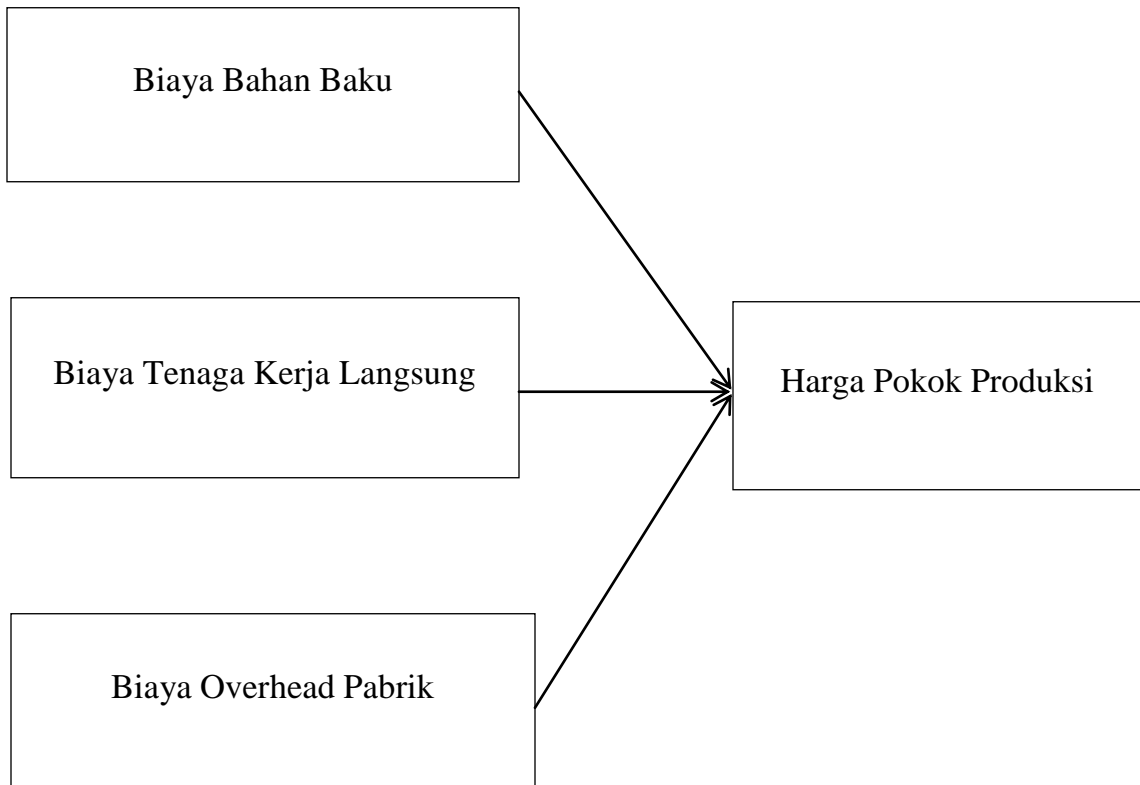 Biaya Bahan Baku
Biaya Tenaga Kerja Langsung
Harga Pokok Produksi
Biaya Overhead Pabrik